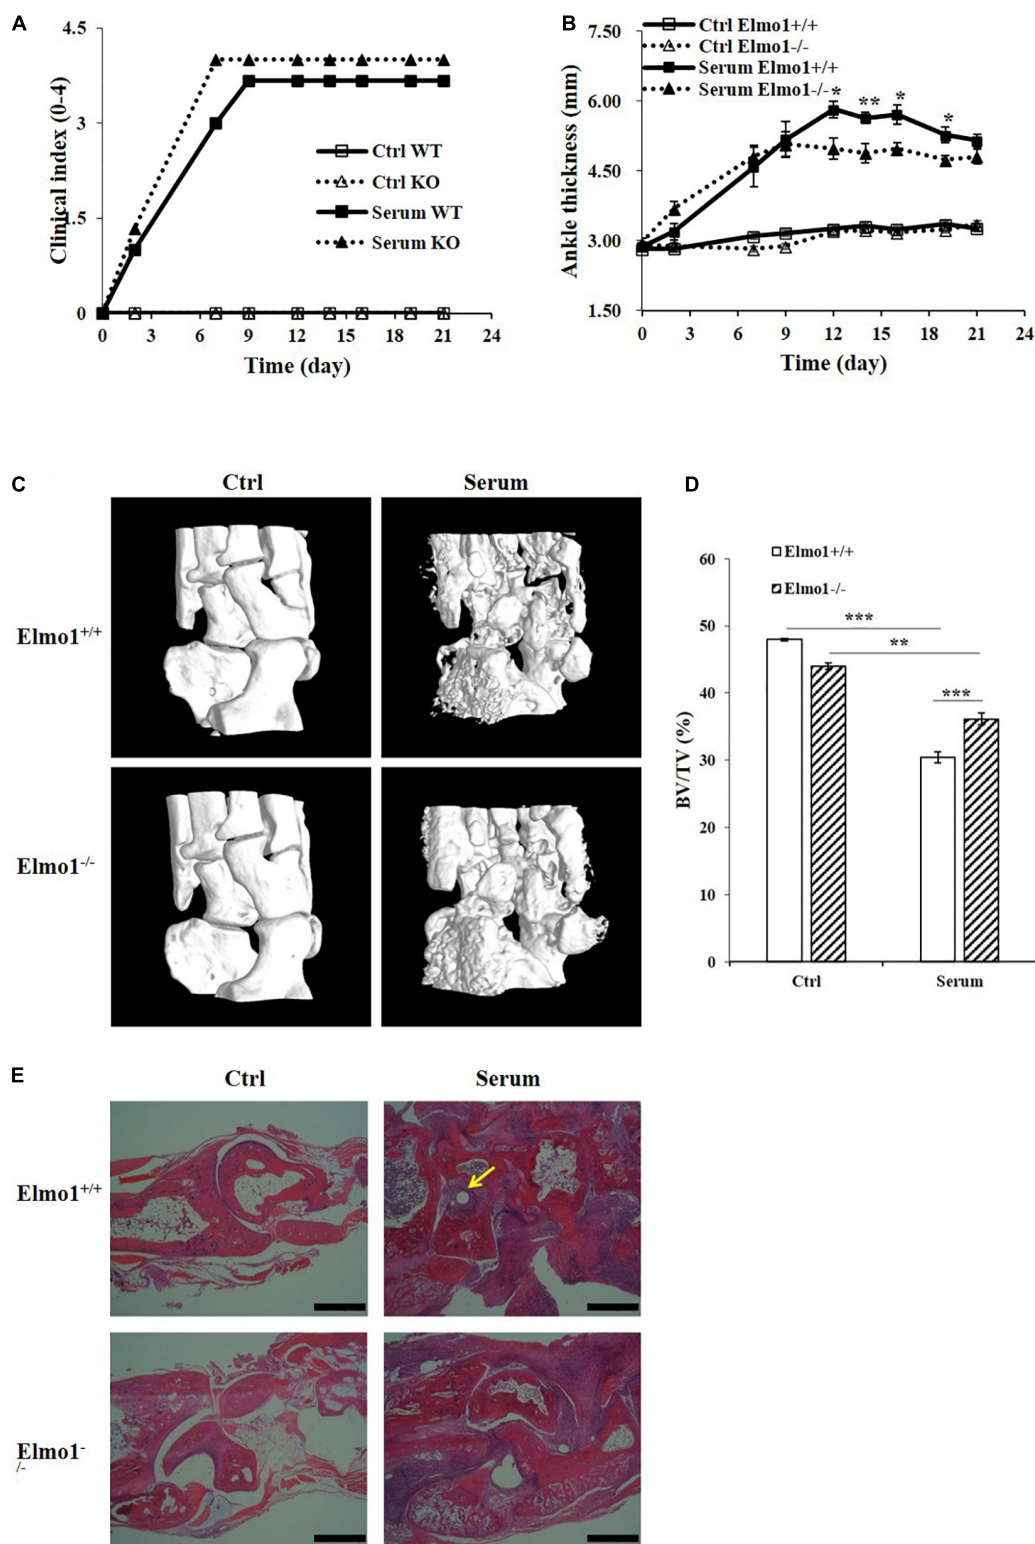 A
4.5
3
1.5
0
Clinical index (0-4)
0 3 6 9 12 15 18 21 24
Time (day)
Ctrl WT
Ctrl KO
Serum WT
Serum KO
B
7.50
6.00
4.50
3.00
1.50
Ankle thickness (mm)
0 3 6 9 12 15 18 21 24
Time (day)
Ctrl Elmo1+/+
Ctrl Elmo1-/-
Serum Elmo1+/+
Serum Elmo1-/-
* ** * *
C
Ctrl Serum
Elmo1+/+
Elmo1-/-
D
60
50
40
30
20
10
0
BV/TV (%)
Elmo1+/+
Elmo1-/-
***
**
***
Ctrl Serum
E
Ctrl Serum
Elmo1+/+
Elmo1-
/-